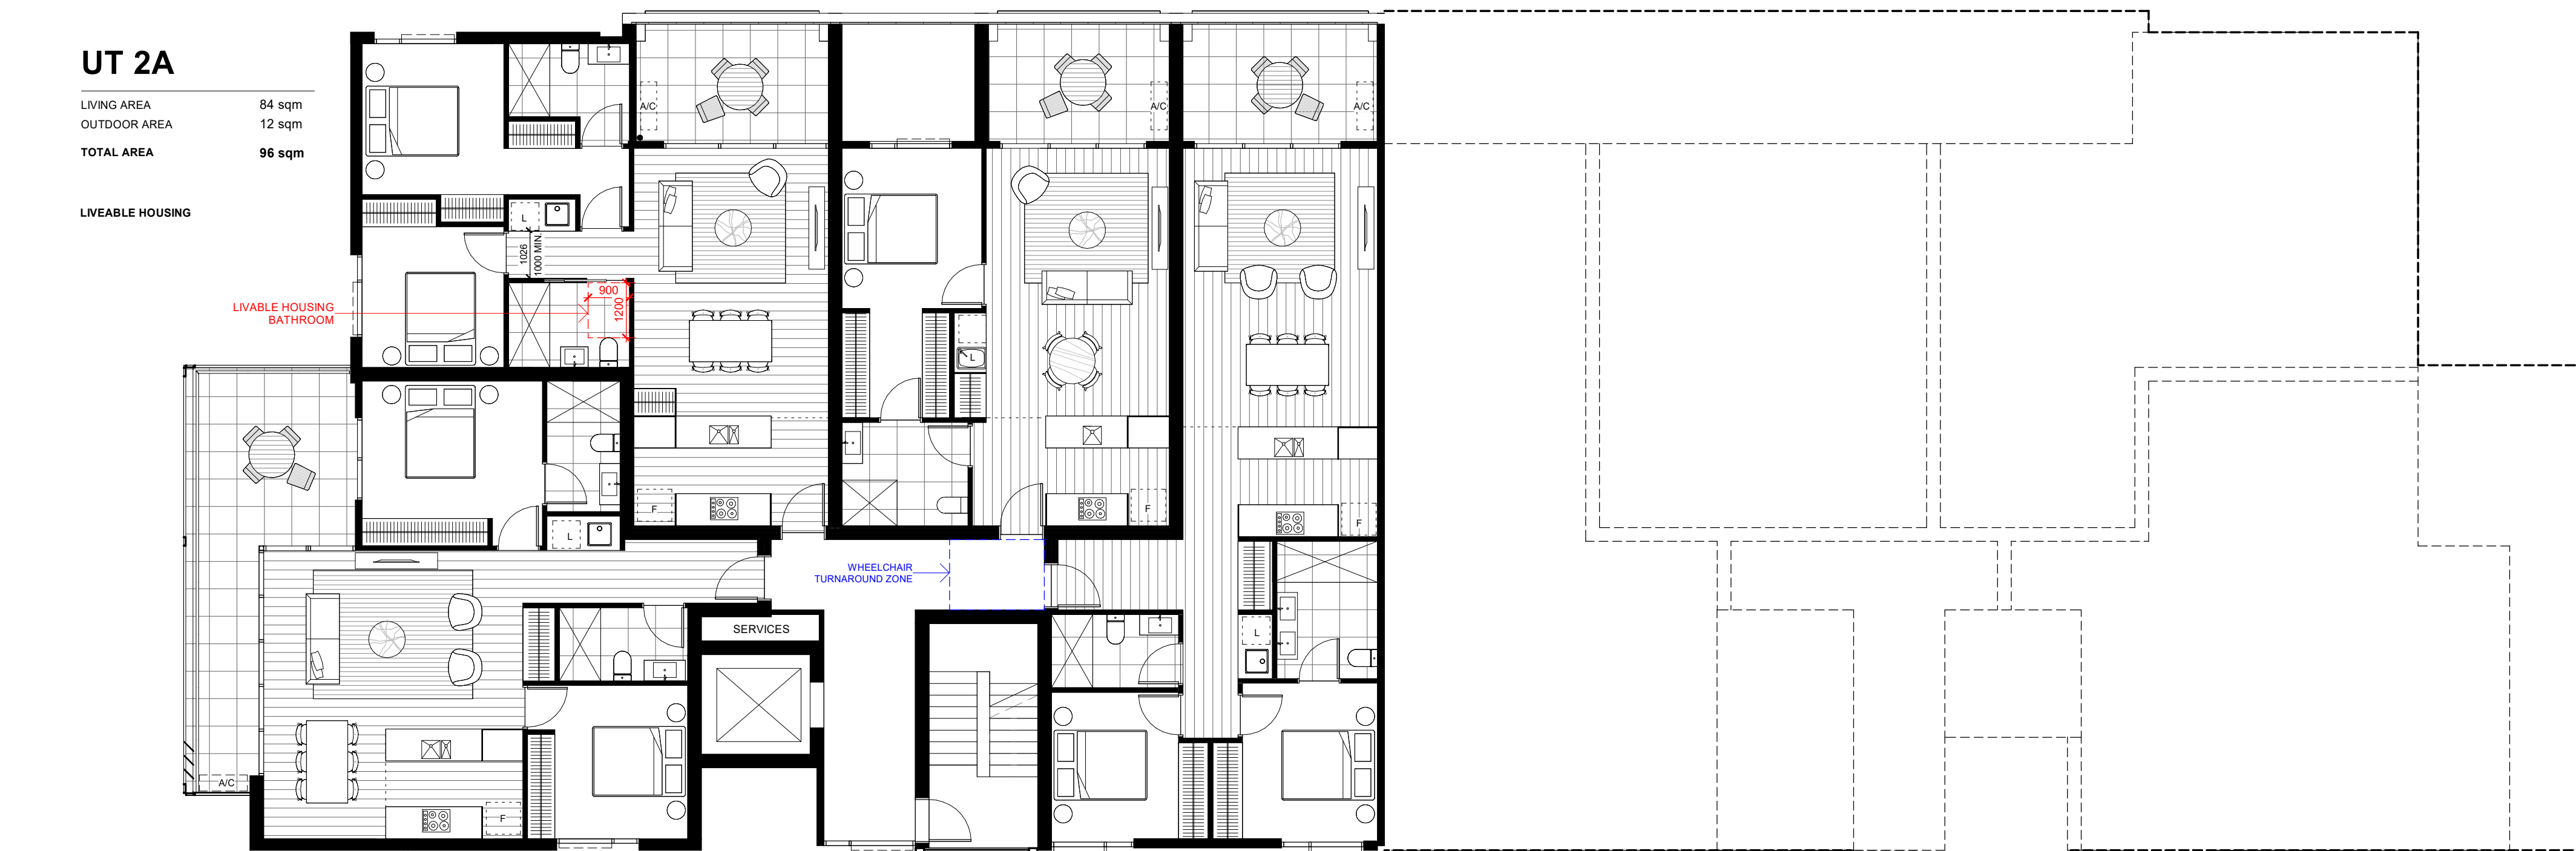 UT 2A
LIVING AREA 84 sqm
OUTDOOR AREA 12 sqm
TOTAL AREA 96 sqm
LIVEABLE HOUSING
A/C
A/C
A/C
L
1026
1000 MIN.
900
1200
LIVABLE HOUSING
BATHROOM
L
F
F
F
L
WHEELCHAIR
TURNAROUND ZONE
SERVICES
L
A/C
F